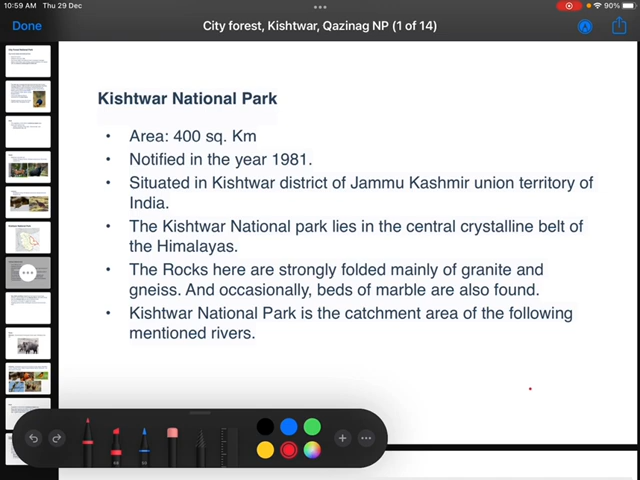 10:59 AM Thu 29 Dec
90%
Done
City forest, Kishtwar, Qazinag NP (1 of 14)
Kishtwar National Park
• Area: 400 sq. Km
• Notified in the year 1981.
• Situated in Kishtwar district of Jammu Kashmir union territory of
India.
• The Kishtwar National park lies in the central crystalline belt of
the Himalayas.
• The Rocks here are strongly folded mainly of granite and
gneiss. And occasionally, beds of marble are also found.
• Kishtwar National Park is the catchment area of the following
mentioned rivers.